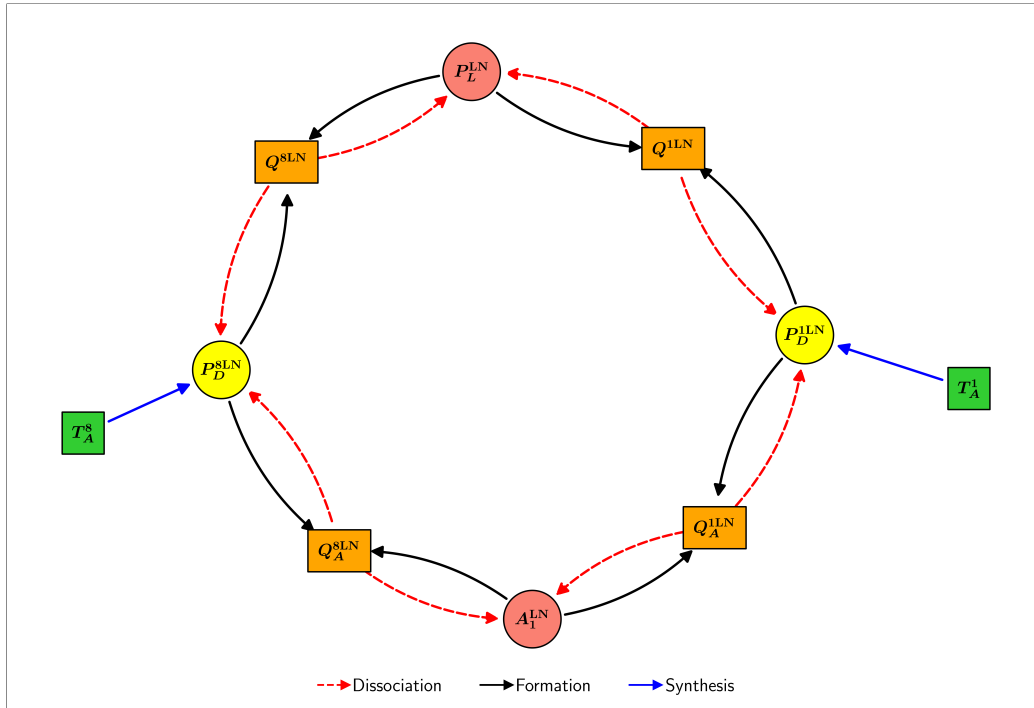 P_L^LN
Q^8LN
Q^1LN
P_D^8LN
P_D^1LN
T_A^8
T_A^1
Q_A^8LN
Q_A^1LN
A_1^LN
Dissociation Formation Synthesis